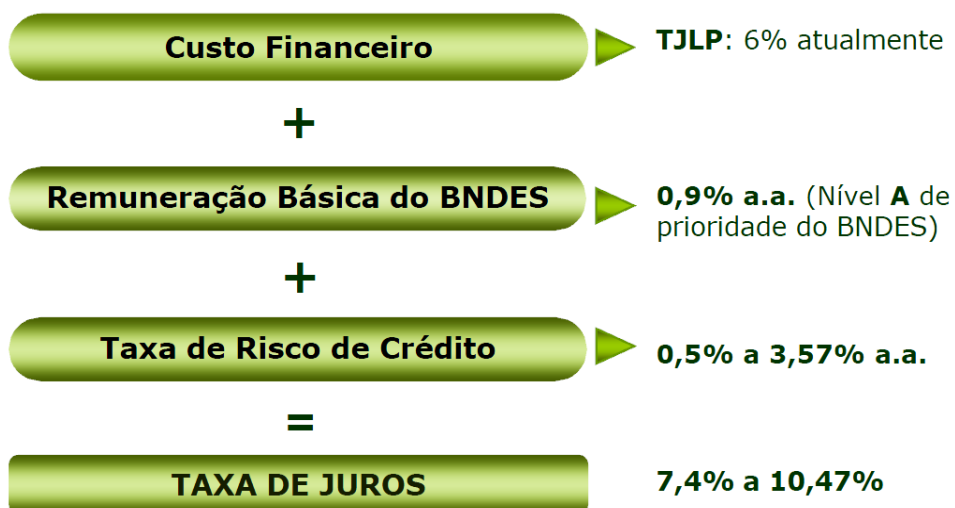 Custo Financeiro
TJLP: 6% atualmente
+
Remuneração Básica do BNDES
0,9% a.a. (Nível A de
prioridade do BNDES)
+
Taxa de Risco de Crédito
0,5% a 3,57% a.a.
=
TAXA DE JUROS
7,4% a 10,47%